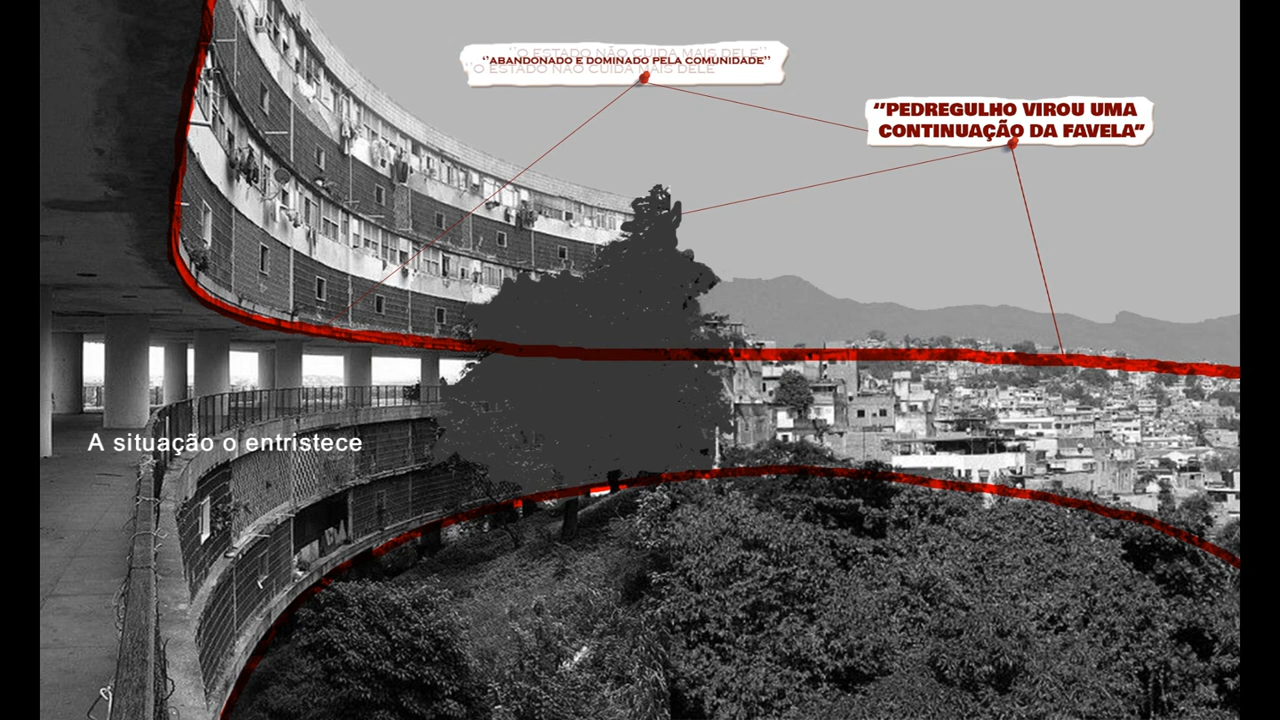 "O ESTADO NÃO CUIDA MAIS DELE"
"ABANDONADO E DOMINADO PELA COMUNIDADE"
"O ESTADO NÃO CUIDA MAIS DELE
"PEDREGULHO VIROU UMA
CONTINUAÇÃO DA FAVELA"
A situação o entristece